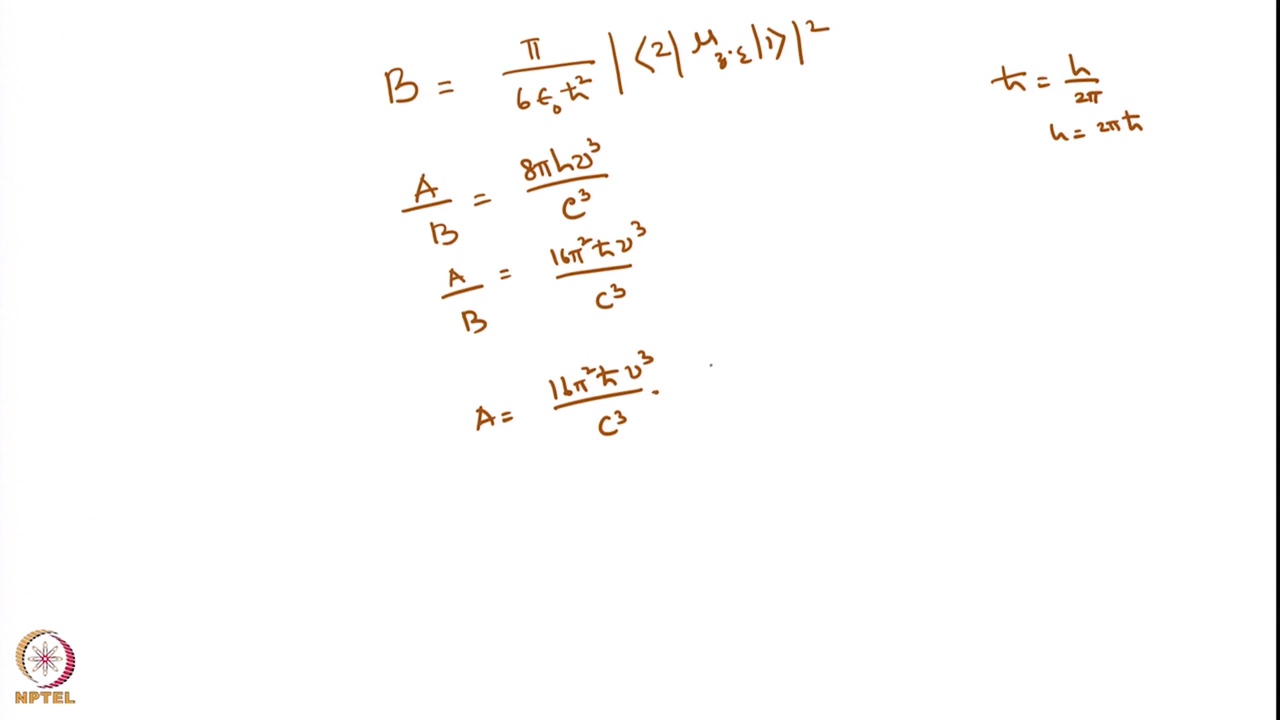 B = π / 6ϵ₀ħ² |⟨2| μ_z·ε |1⟩|²
ħ = h / 2π
h = 2πħ
A / B = 8πhν³ / C³
A / B = 16π²ħν³ / C³
A = 16π²ħν³ / C³ ·
NPTEL